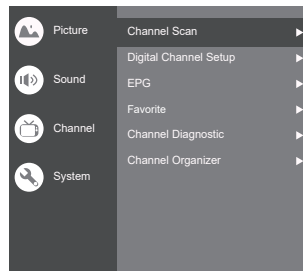 Picture
Sound
Channel
System
Channel Scan
Digital Channel Setup
EPG
Favorite
Channel Diagnostic
Channel Organizer